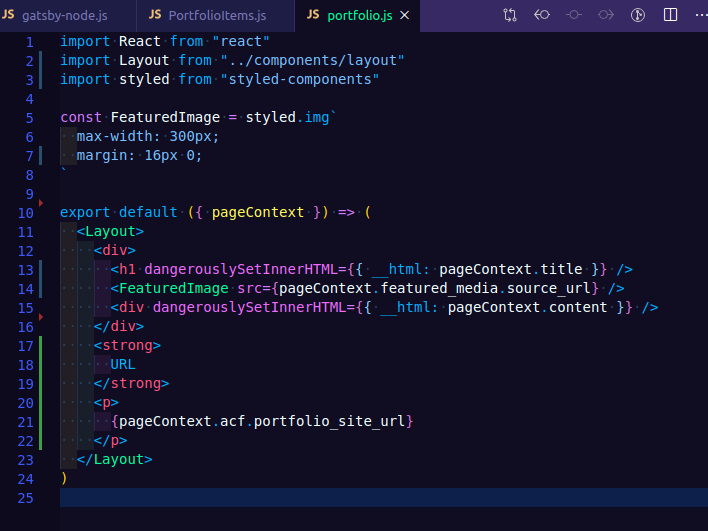 JS gatsby-node.js JS PortfolioItems.js JS portfolio.js ×
1 import React from "react"
2 import Layout from "../components/layout"
3 import styled from "styled-components"
4
5 const FeaturedImage = styled.img`
6   max-width: 300px;
7   margin: 16px 0;
8 `
9
10 export default ({ pageContext }) => (
11   <Layout>
12     <div>
13       <h1 dangerouslySetInnerHTML={{ __html: pageContext.title }} />
14       <FeaturedImage src={pageContext.featured_media.source_url} />
15       <div dangerouslySetInnerHTML={{ __html: pageContext.content }} />
16     </div>
17     <strong>
18       URL
19     </strong>
20     <p>
21       {pageContext.acf.portfolio_site_url}
22     </p>
23   </Layout>
24 )
25